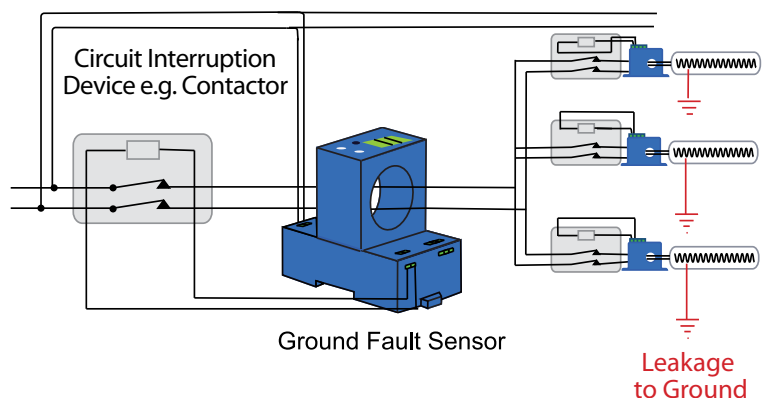 Circuit Interruption
Device e.g. Contactor
Ground Fault Sensor
Leakage
to Ground